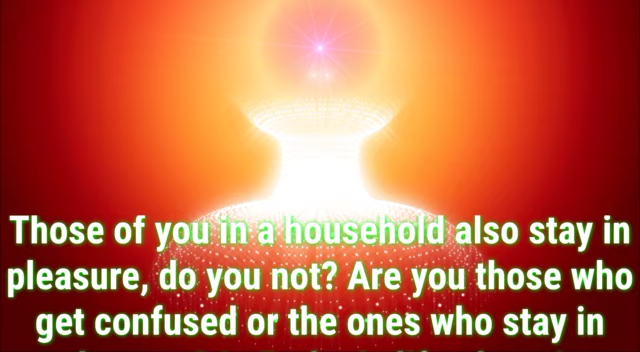 Those of you in a household also stay in
pleasure, do you not? Are you those who
get confused or the ones who stay in